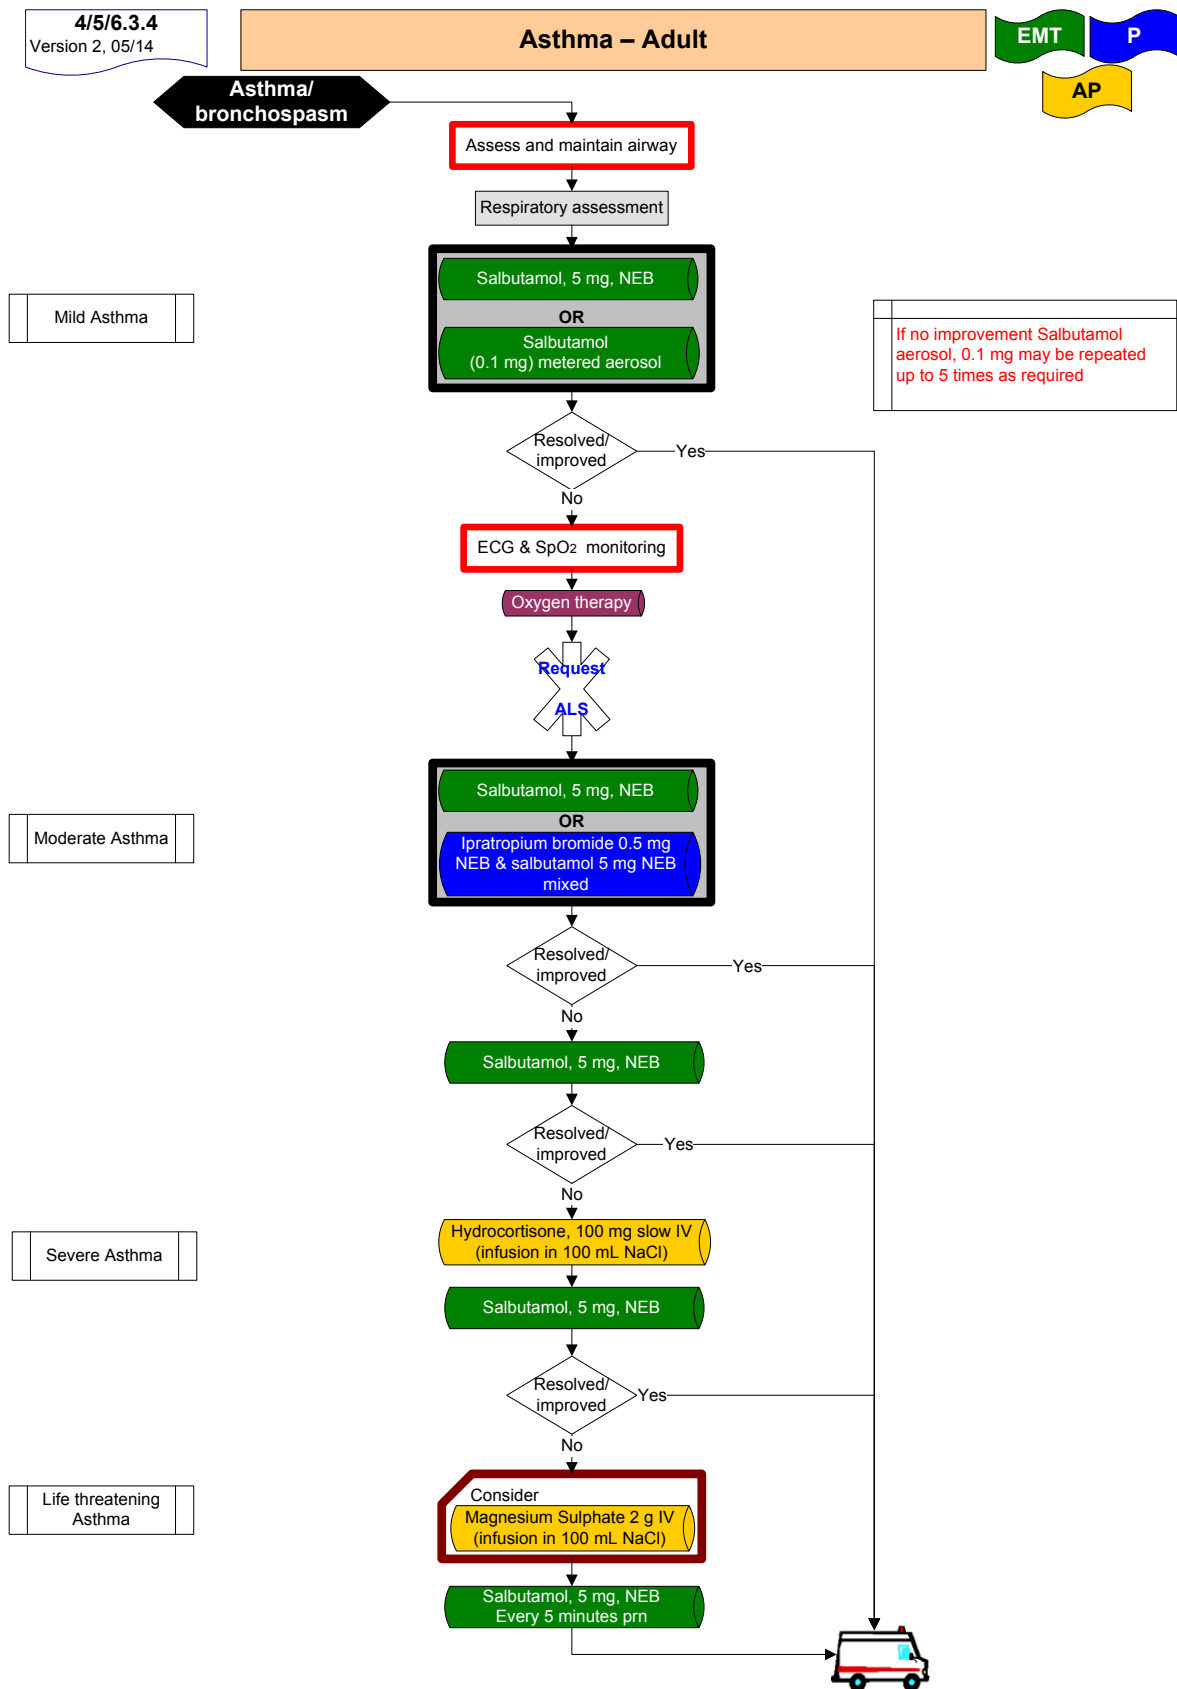 4/5/6.3.4
Version 2, 05/14
Asthma – Adult
EMT
P
AP
Asthma/
bronchospasm
Assess and maintain airway
Respiratory assessment
Salbutamol, 5 mg, NEB
OR
Salbutamol
(0.1 mg) metered aerosol
Mild Asthma
If no improvement Salbutamol
aerosol, 0.1 mg may be repeated
up to 5 times as required
Resolved/
improved
Yes
No
ECG & SpO2 monitoring
Oxygen therapy
Request
ALS
Salbutamol, 5 mg, NEB
OR
Ipratropium bromide 0.5 mg
NEB & salbutamol 5 mg NEB
mixed
Moderate Asthma
Resolved/
improved
Yes
No
Salbutamol, 5 mg, NEB
Resolved/
improved
Yes
No
Hydrocortisone, 100 mg slow IV
(infusion in 100 mL NaCl)
Severe Asthma
Salbutamol, 5 mg, NEB
Resolved/
improved
Yes
No
Life threatening
Asthma
Consider
Magnesium Sulphate 2 g IV
(infusion in 100 mL NaCl)
Salbutamol, 5 mg, NEB
Every 5 minutes prn